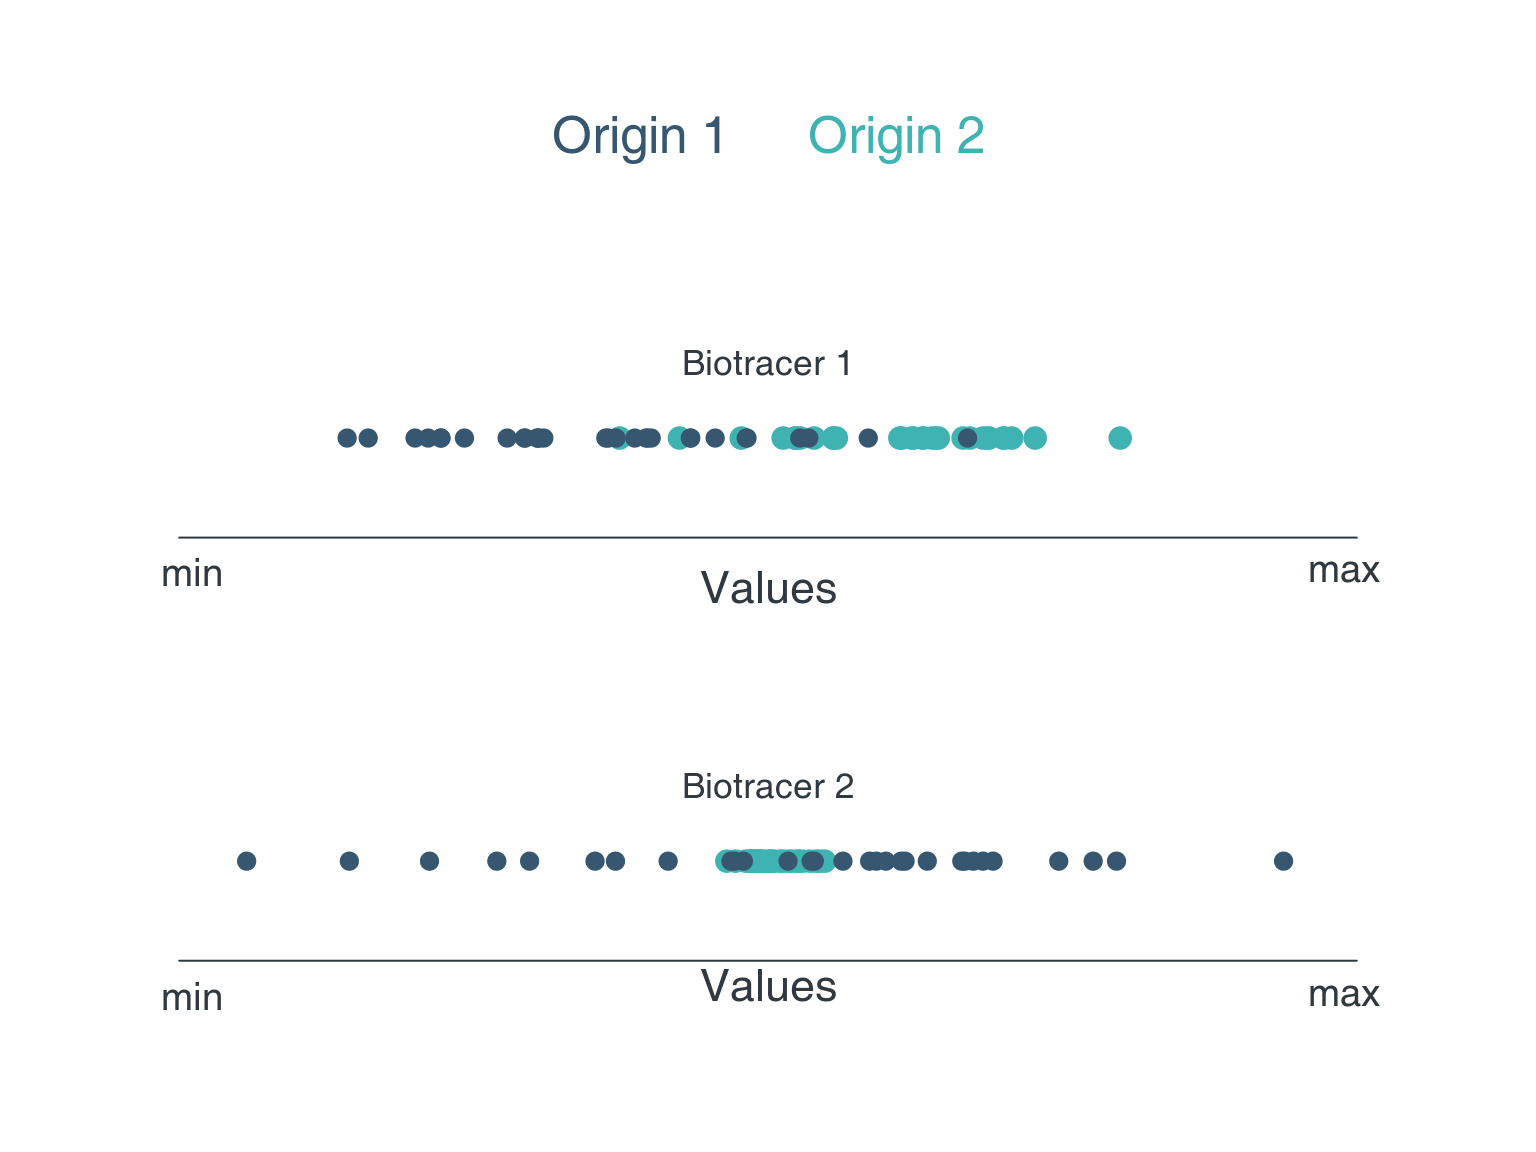 Origin 1 Origin 2
Biotracer 1
min Values max
Biotracer 2
min Values max